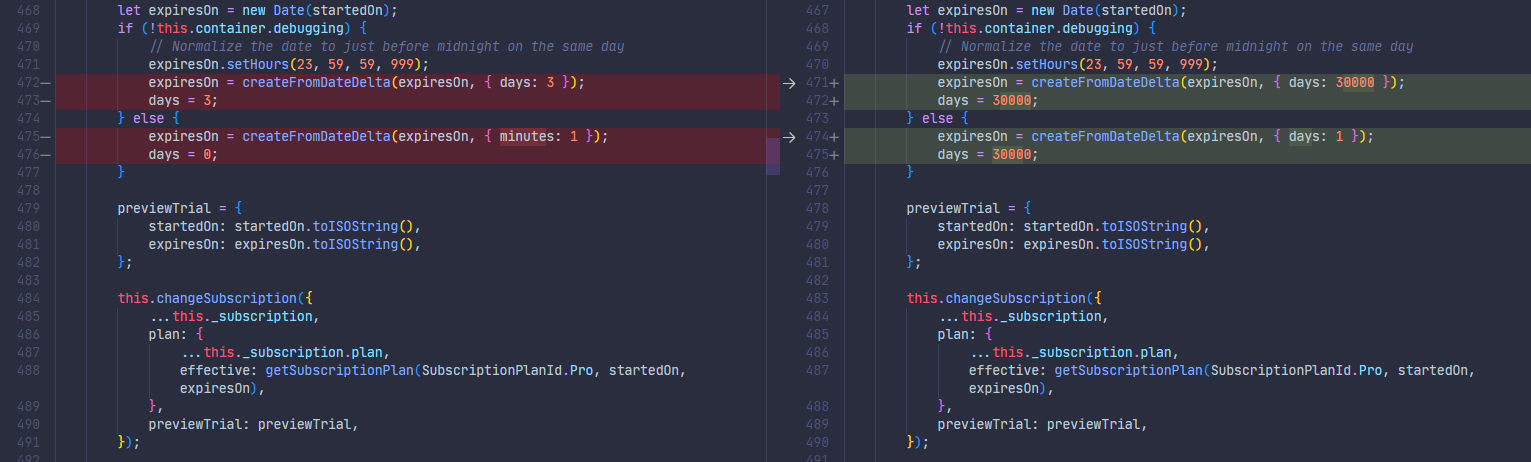 468 let expiresOn = new Date(startedOn);
469 if (!this.container.debugging) {
470 // Normalize the date to just before midnight on the same day
471 expiresOn.setHours(23, 59, 59, 999);
472— expiresOn = createFromDateDelta(expiresOn, { days: 3 });
473— days = 3;
474 } else {
475— expiresOn = createFromDateDelta(expiresOn, { minutes: 1 });
476— days = 0;
477 }
478
479 previewTrial = {
480 startedOn: startedOn.toISOString(),
481 expiresOn: expiresOn.toISOString(),
482 };
483
484 this.changeSubscription({
485 ...this._subscription,
486 plan: {
487 ...this._subscription.plan,
488 effective: getSubscriptionPlan(SubscriptionPlanId.Pro, startedOn,
expiresOn),
489 },
490 previewTrial: previewTrial,
491 });
492
467 let expiresOn = new Date(startedOn);
468 if (!this.container.debugging) {
469 // Normalize the date to just before midnight on the same day
470 expiresOn.setHours(23, 59, 59, 999);
→ 471+ expiresOn = createFromDateDelta(expiresOn, { days: 30000 });
472+ days = 30000;
473 } else {
→ 474+ expiresOn = createFromDateDelta(expiresOn, { days: 1 });
475+ days = 30000;
476 }
477
478 previewTrial = {
479 startedOn: startedOn.toISOString(),
480 expiresOn: expiresOn.toISOString(),
481 };
482
483 this.changeSubscription({
484 ...this._subscription,
485 plan: {
486 ...this._subscription.plan,
487 effective: getSubscriptionPlan(SubscriptionPlanId.Pro, startedOn,
expiresOn),
488 },
489 previewTrial: previewTrial,
490 });
491